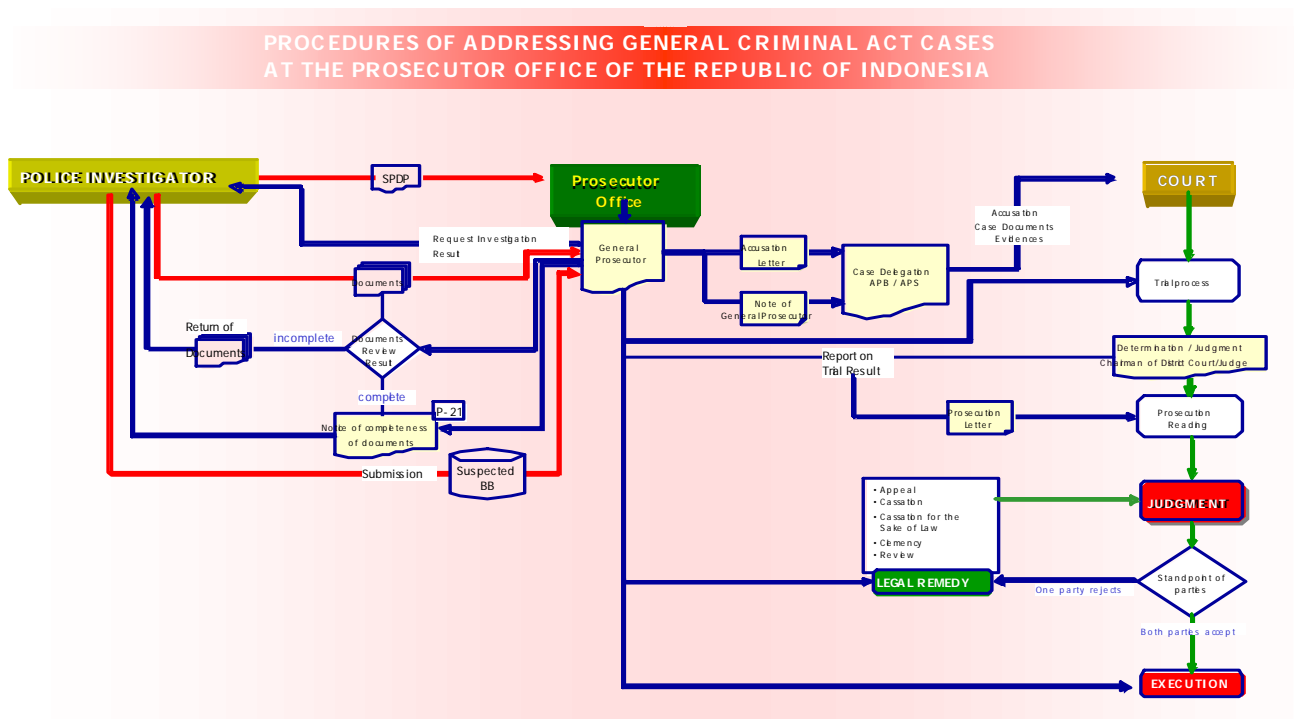 PROCEDURES OF ADDRESSING GENERAL CRIMINAL ACT CASES
AT THE PROSECUTOR OFFICE OF THE REPUBLIC OF INDONESIA
POLICE INVESTIGATOR
SPDP
Prosecutor
Office
COURT
Request Investigation
Result
General
Prosecutor
Accusation
Letter
Note of
General Prosecutor
Case Delegation
APB / APS
Accusation
Case Documents
Evidences
Trial process
Documents
Return of
Documents
incomplete
Documents
Review
Result
complete
P-21
Notice of completeness
of documents
Submission
Suspected
BB
Report on
Trial Result
Determination / Judgment
Chairman of District Court/Judge
Prosecution
Letter
Prosecution
Reading
• Appeal
• Cassation
• Cassation for the
Sake of Law
• Clemency
• Review
LEGAL REMEDY
JUDGMENT
Standpoint of
parties
One party rejects
Both parties accept
EXECUTION